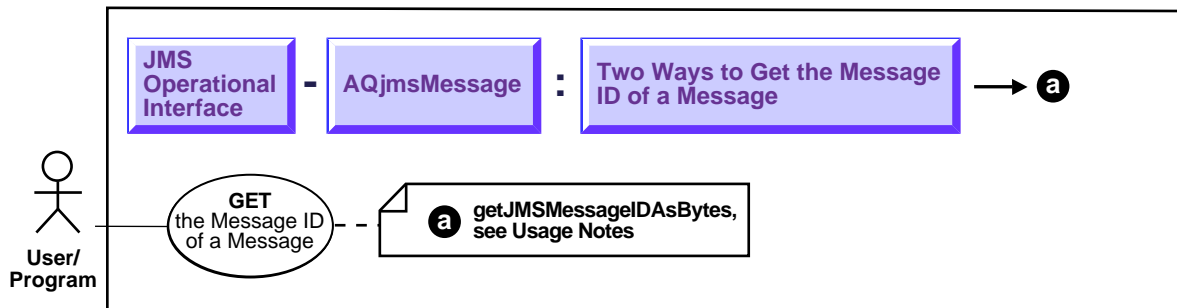 JMS
Operational
Interface
-
AQjmsMessage
:
Two Ways to Get the Message
ID of a Message
a
User/
Program
GET
the Message ID
of a Message
a
getJMSMessageIDAsBytes,
see Usage Notes